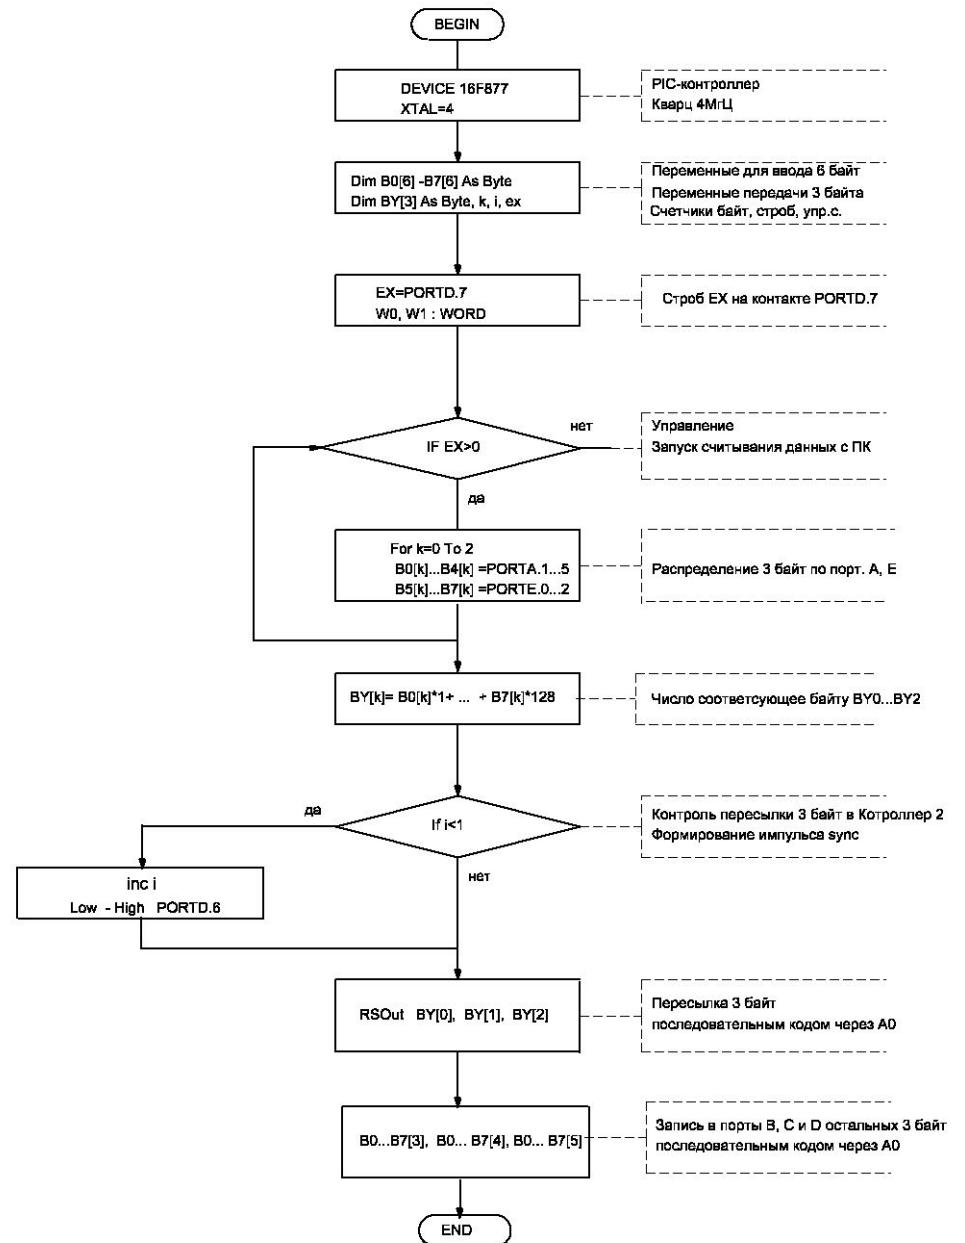 BEGIN
DEVICE 16F877
XTAL=4
PIC-контроллер
Кварц 4МгЦ
Dim B0[6] -B7[6] As Byte
Dim BY[3] As Byte, k, i, ex
Переменные для ввода 6 байт
Переменные передачи 3 байта
Счетчики байт, строб, упр.с.
EX=PORTD.7
W0, W1 : WORD
Строб EX на контакте PORTD.7
IF EX>0
нет
да
Управление
Запуск считывания данных с ПК
For k=0 To 2
B0[k]...B4[k] =PORTA.1...5
B5[k]...B7[k] =PORTE.0...2
Распределение 3 байт по порт. А, Е
BY[k]= B0[k]*1+ ... + B7[k]*128
Число соответсующее байту BY0...BY2
If i<1
да
нет
Контроль пересылки 3 байт в Котроллер 2
Формирование импульса sync
inc i
Low - High PORTD.6
RSOut BY[0], BY[1], BY[2]
Пересылка 3 байт
последовательным кодом через А0
B0...B7[3], B0... B7[4], B0... B7[5]
Запись в порты B, C и D остальных 3 байт
последовательным кодом через А0
END